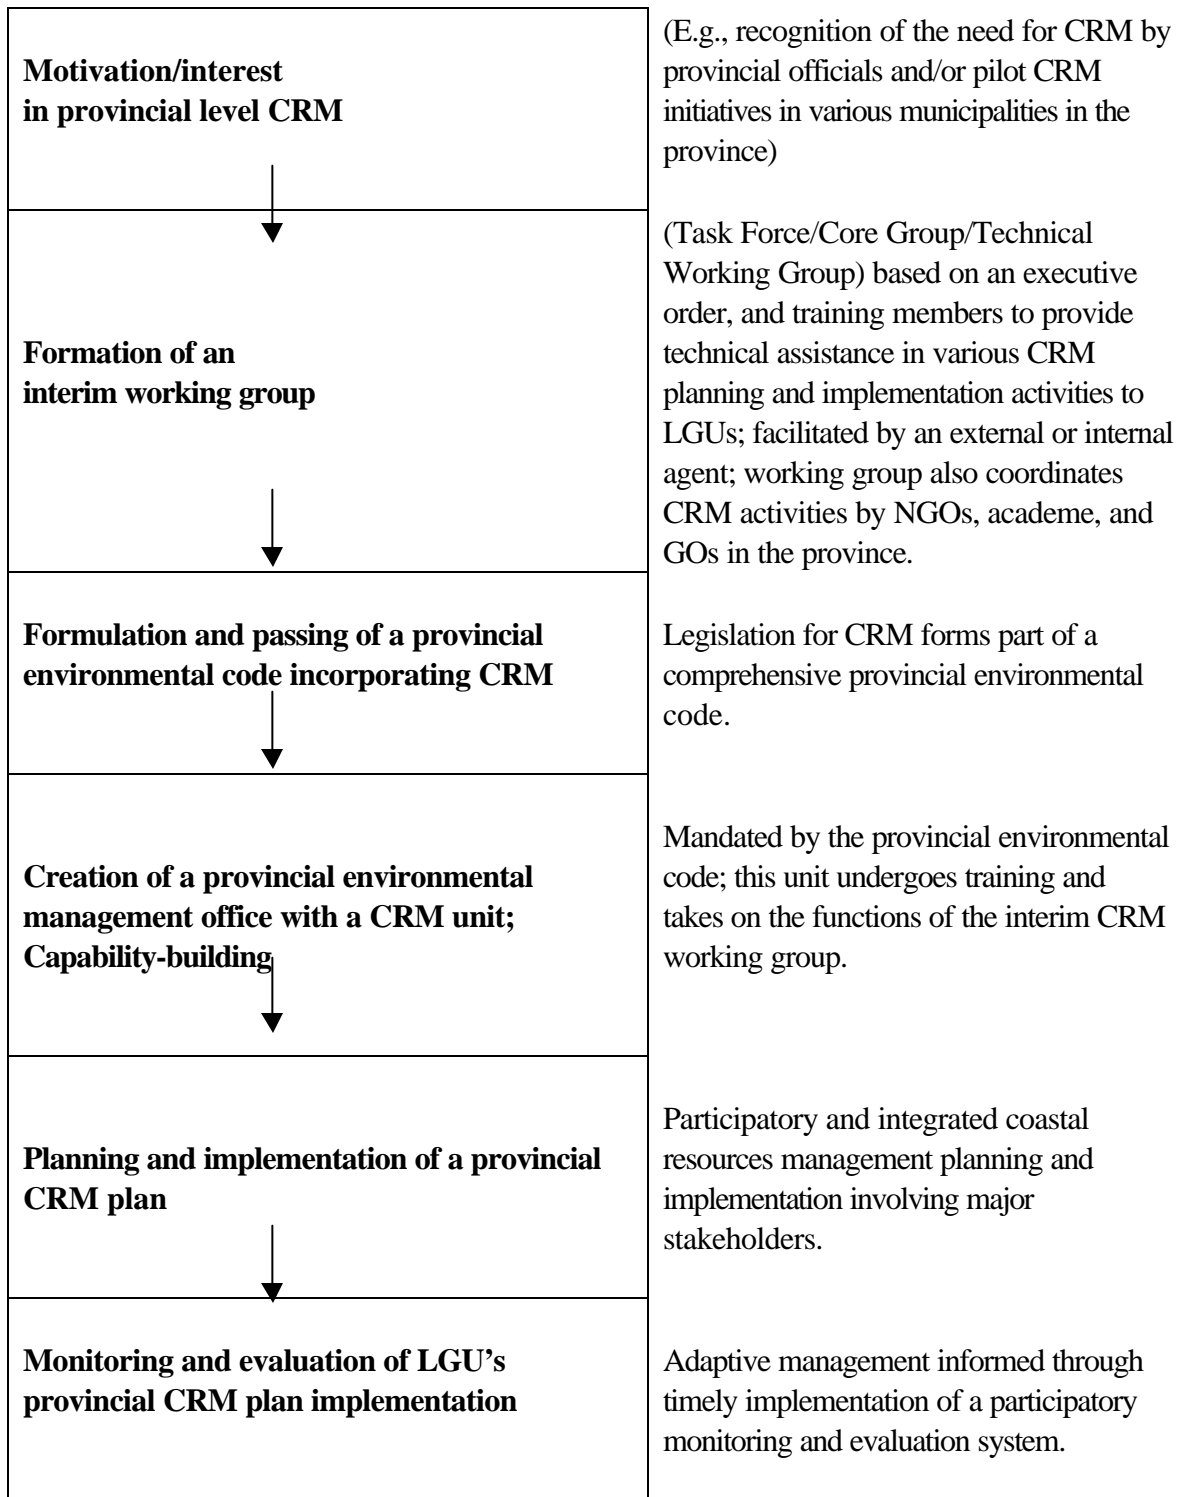 Motivation/interest
in provincial level CRM
(E.g., recognition of the need for CRM by
provincial officials and/or pilot CRM
initiatives in various municipalities in the
province)
Formation of an
interim working group
(Task Force/Core Group/Technical
Working Group) based on an executive
order, and training members to provide
technical assistance in various CRM
planning and implementation activities to
LGUs; facilitated by an external or internal
agent; working group also coordinates
CRM activities by NGOs, academe, and
GOs in the province.
Formulation and passing of a provincial
environmental code incorporating CRM
Legislation for CRM forms part of a
comprehensive provincial environmental
code.
Creation of a provincial environmental
management office with a CRM unit;
Capability-building
Mandated by the provincial environmental
code; this unit undergoes training and
takes on the functions of the interim CRM
working group.
Planning and implementation of a provincial
CRM plan
Participatory and integrated coastal
resources management planning and
implementation involving major
stakeholders.
Monitoring and evaluation of LGU's
provincial CRM plan implementation
Adaptive management informed through
timely implementation of a participatory
monitoring and evaluation system.